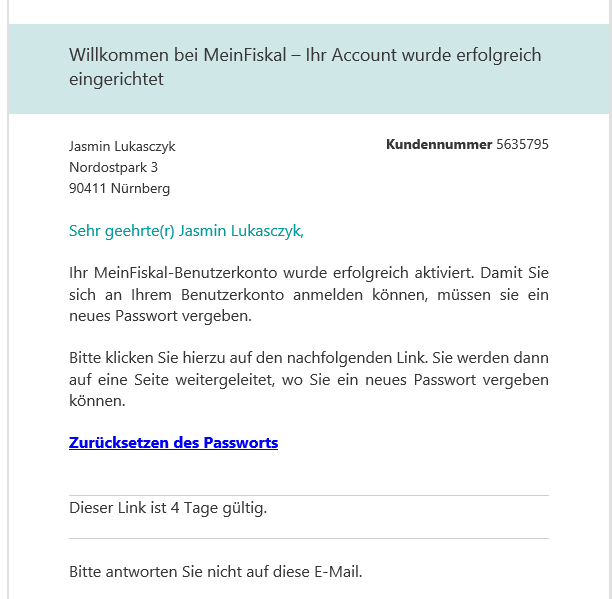 Willkommen bei MeinFiskal – Ihr Account wurde erfolgreich
eingerichtet
Jasmin Lukasczyk
Kundennummer 5635795
Nordostpark 3
90411 Nürnberg
Sehr geehrte(r) Jasmin Lukasczyk,
Ihr MeinFiskal-Benutzerkonto wurde erfolgreich aktiviert. Damit Sie
sich an Ihrem Benutzerkonto anmelden können, müssen sie ein
neues Passwort vergeben.
Bitte klicken Sie hierzu auf den nachfolgenden Link. Sie werden dann
auf eine Seite weitergeleitet, wo Sie ein neues Passwort vergeben
können.
Zurücksetzen des Passworts
Dieser Link ist 4 Tage gültig.
Bitte antworten Sie nicht auf diese E-Mail.